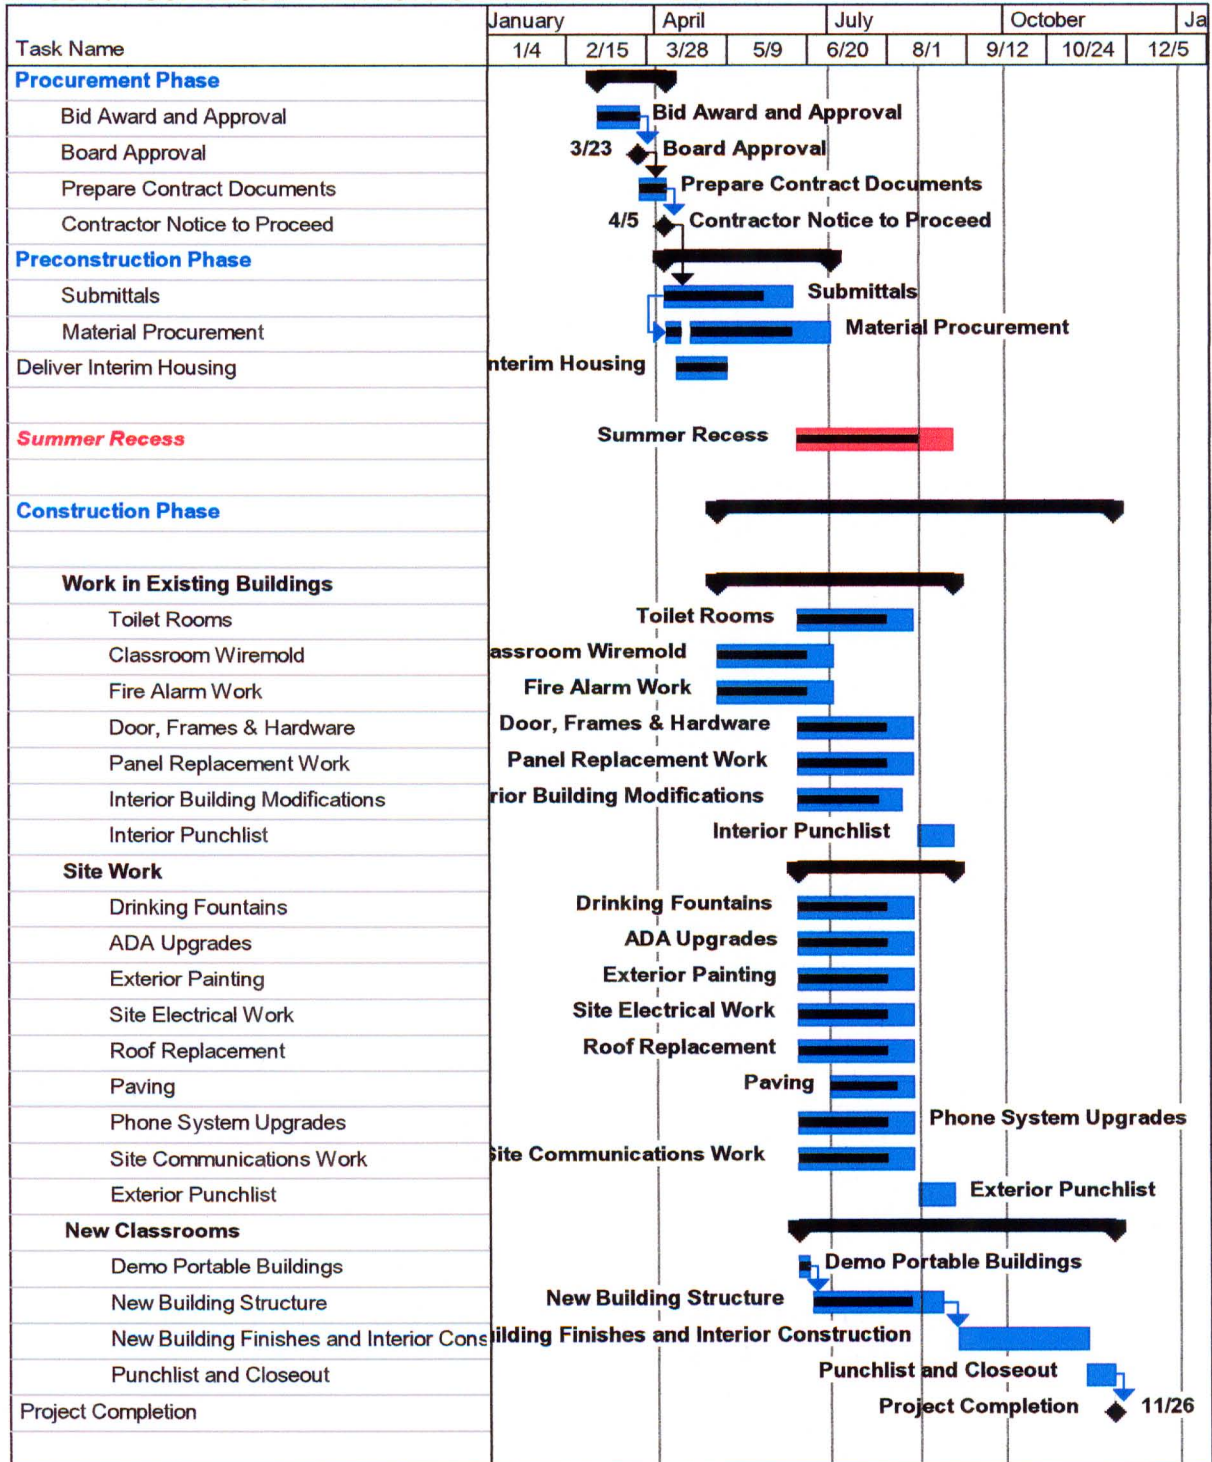 January April July October Ja
Task Name 1/4 2/15 3/28 5/9 6/20 8/1 9/12 10/24 12/5
Procurement Phase
Bid Award and Approval Bid Award and Approval
Board Approval 3/23 Board Approval
Prepare Contract Documents Prepare Contract Documents
Contractor Notice to Proceed 4/5 Contractor Notice to Proceed
Preconstruction Phase
Submittals Submittals
Material Procurement Material Procurement
Deliver Interim Housing nterim Housing
Summer Recess Summer Recess
Construction Phase
Work in Existing Buildings
Toilet Rooms Toilet Rooms
Classroom Wiremold assroom Wiremold
Fire Alarm Work Fire Alarm Work
Door, Frames & Hardware Door, Frames & Hardware
Panel Replacement Work Panel Replacement Work
Interior Building Modifications rior Building Modifications
Interior Punchlist Interior Punchlist
Site Work
Drinking Fountains Drinking Fountains
ADA Upgrades ADA Upgrades
Exterior Painting Exterior Painting
Site Electrical Work Site Electrical Work
Roof Replacement Roof Replacement
Paving Paving
Phone System Upgrades Phone System Upgrades
Site Communications Work Site Communications Work
Exterior Punchlist Exterior Punchlist
New Classrooms
Demo Portable Buildings Demo Portable Buildings
New Building Structure New Building Structure
New Building Finishes and Interior Cons ilding Finishes and Interior Construction
Punchlist and Closeout Punchlist and Closeout
Project Completion Project Completion 11/26